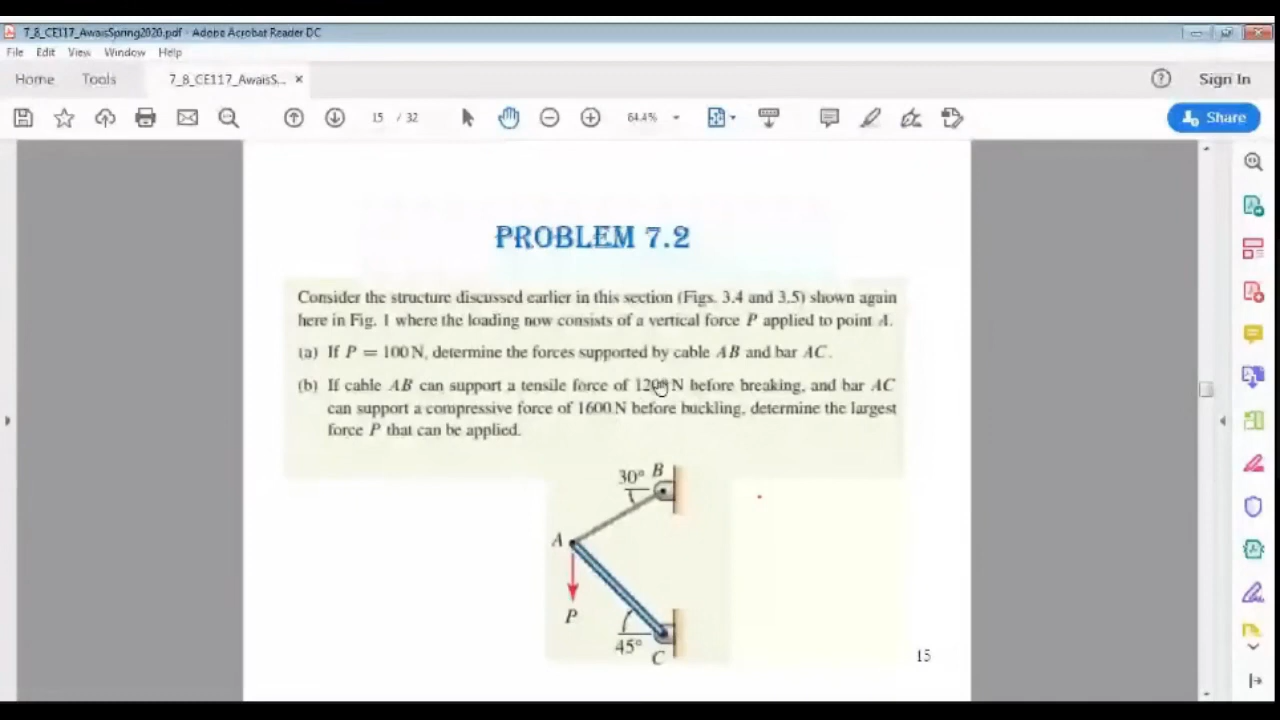 7_8_CE117_AwaisSpring2020.pdf - Adobe Acrobat Reader DC
File Edit View Window Help
Home Tools 7_8_CE117_AwaisS... × Sign In
15 / 32 64.4% Share
PROBLEM 7.2
Consider the structure discussed earlier in this section (Figs. 3.4 and 3.5) shown again
here in Fig. 1 where the loading now consists of a vertical force P applied to point A.
(a) If P = 100 N, determine the forces supported by cable AB and bar AC.
(b) If cable AB can support a tensile force of 1200 N before breaking, and bar AC
can support a compressive force of 1600 N before buckling, determine the largest
force P that can be applied.
30° B
A
P
45°
C
15